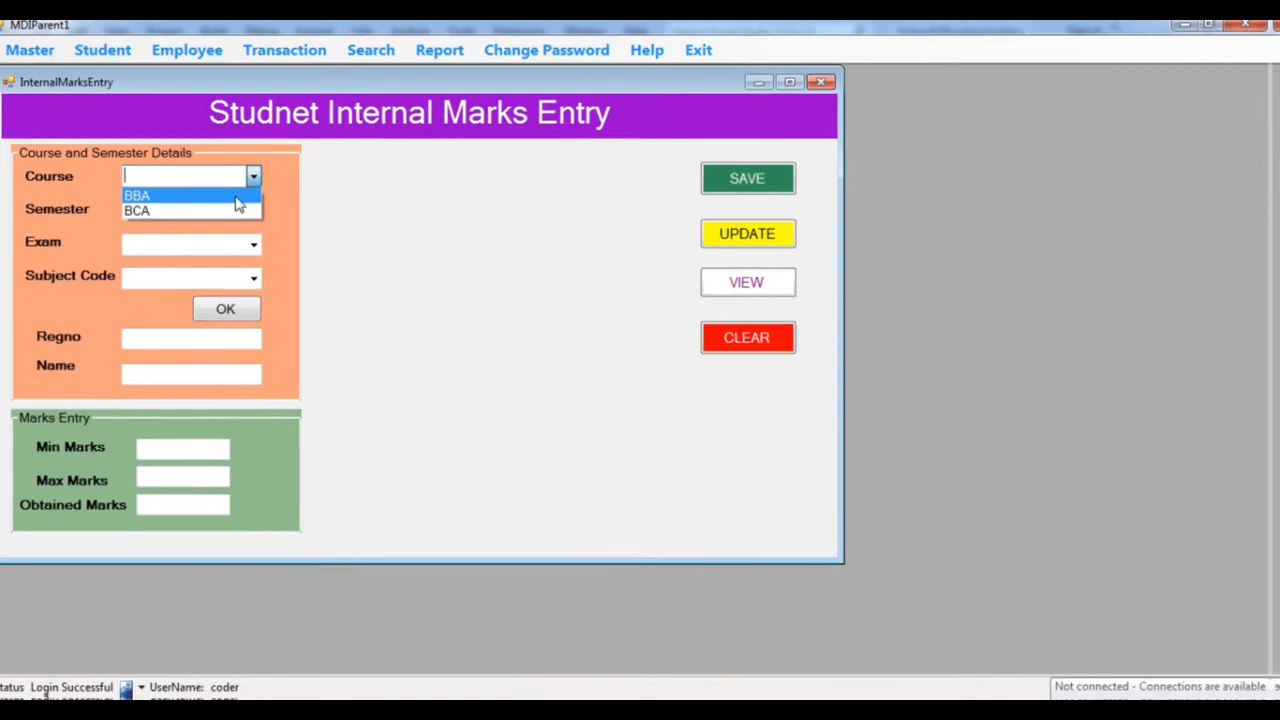 MDIParent1
Master Student Employee Transaction Search Report Change Password Help Exit
InternalMarksEntry
Studnet Internal Marks Entry
Course and Semester Details
Course
BBA
BCA
Semester
Exam
Subject Code
OK
Regno
Name
Marks Entry
Min Marks
Max Marks
Obtained Marks
SAVE
UPDATE
VIEW
CLEAR
tatus Login Successful UserName: coder
Not connected - Connections are available